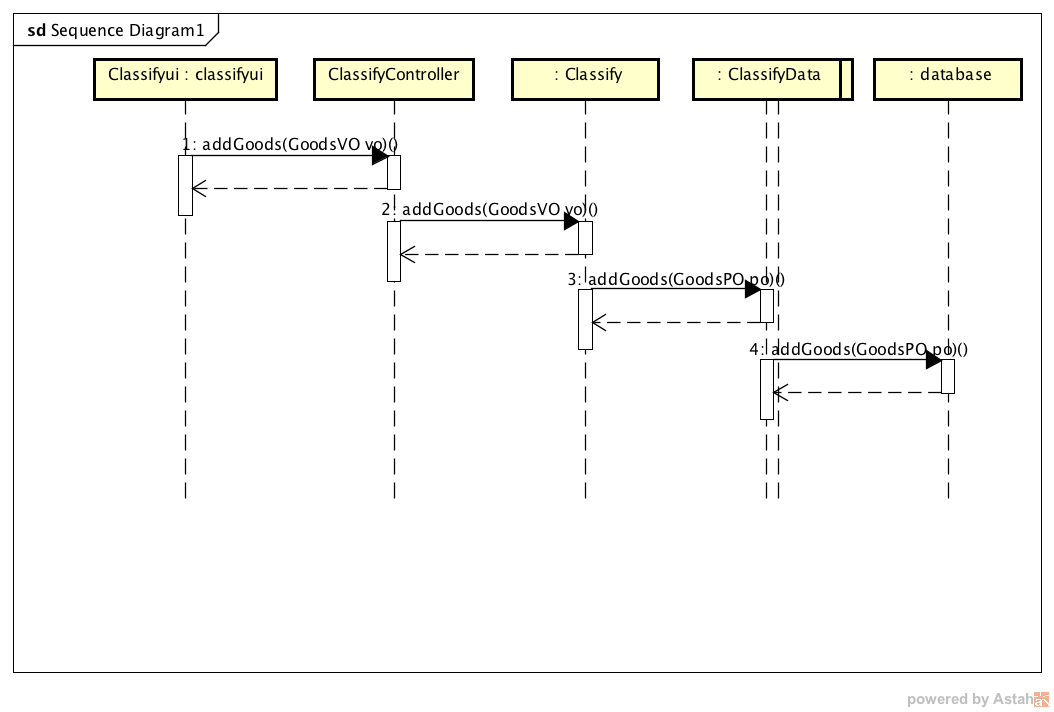 sd Sequence Diagram1
Classifyui : classifyui
ClassifyController
: Classify
: ClassifyData
: database
1: addGoods(GoodsVO vo)()
2: addGoods(GoodsVO vo)()
3: addGoods(GoodsPO po)()
4: addGoods(GoodsPO po)()
powered by Astah